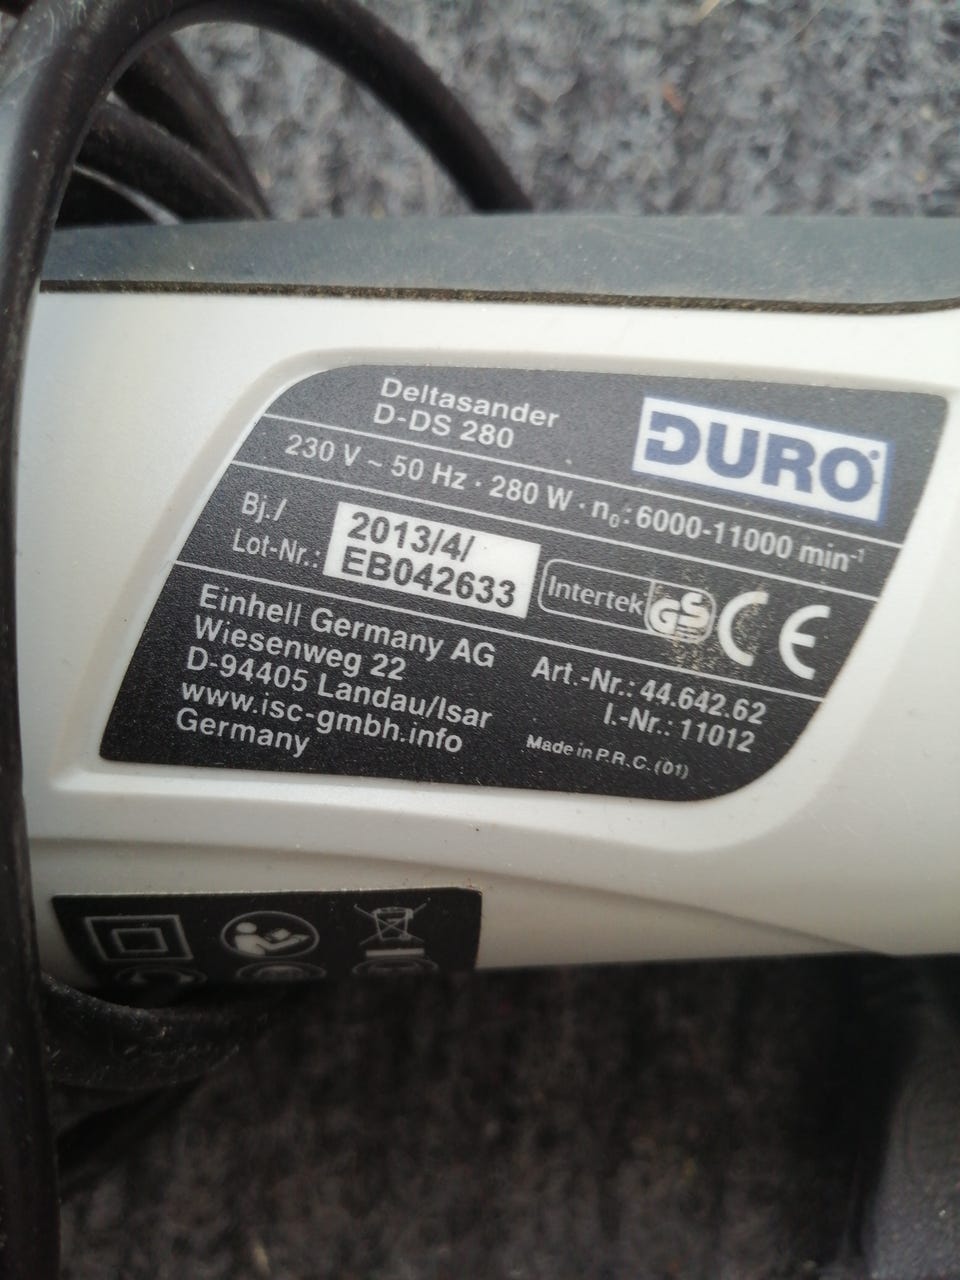 Deltasander
D-DS 280
DURO®
230 V ~ 50 Hz · 280 W · n₀: 6000-11000 min⁻¹
Bj./
Lot-Nr.:
2013/4/
EB042633
Intertek
GS
CE
Einhell Germany AG
Wiesenweg 22
D-94405 Landau/Isar
www.isc-gmbh.info
Germany
Art.-Nr.: 44.642.62
I.-Nr.: 11012
Made in P.R.C. (01)